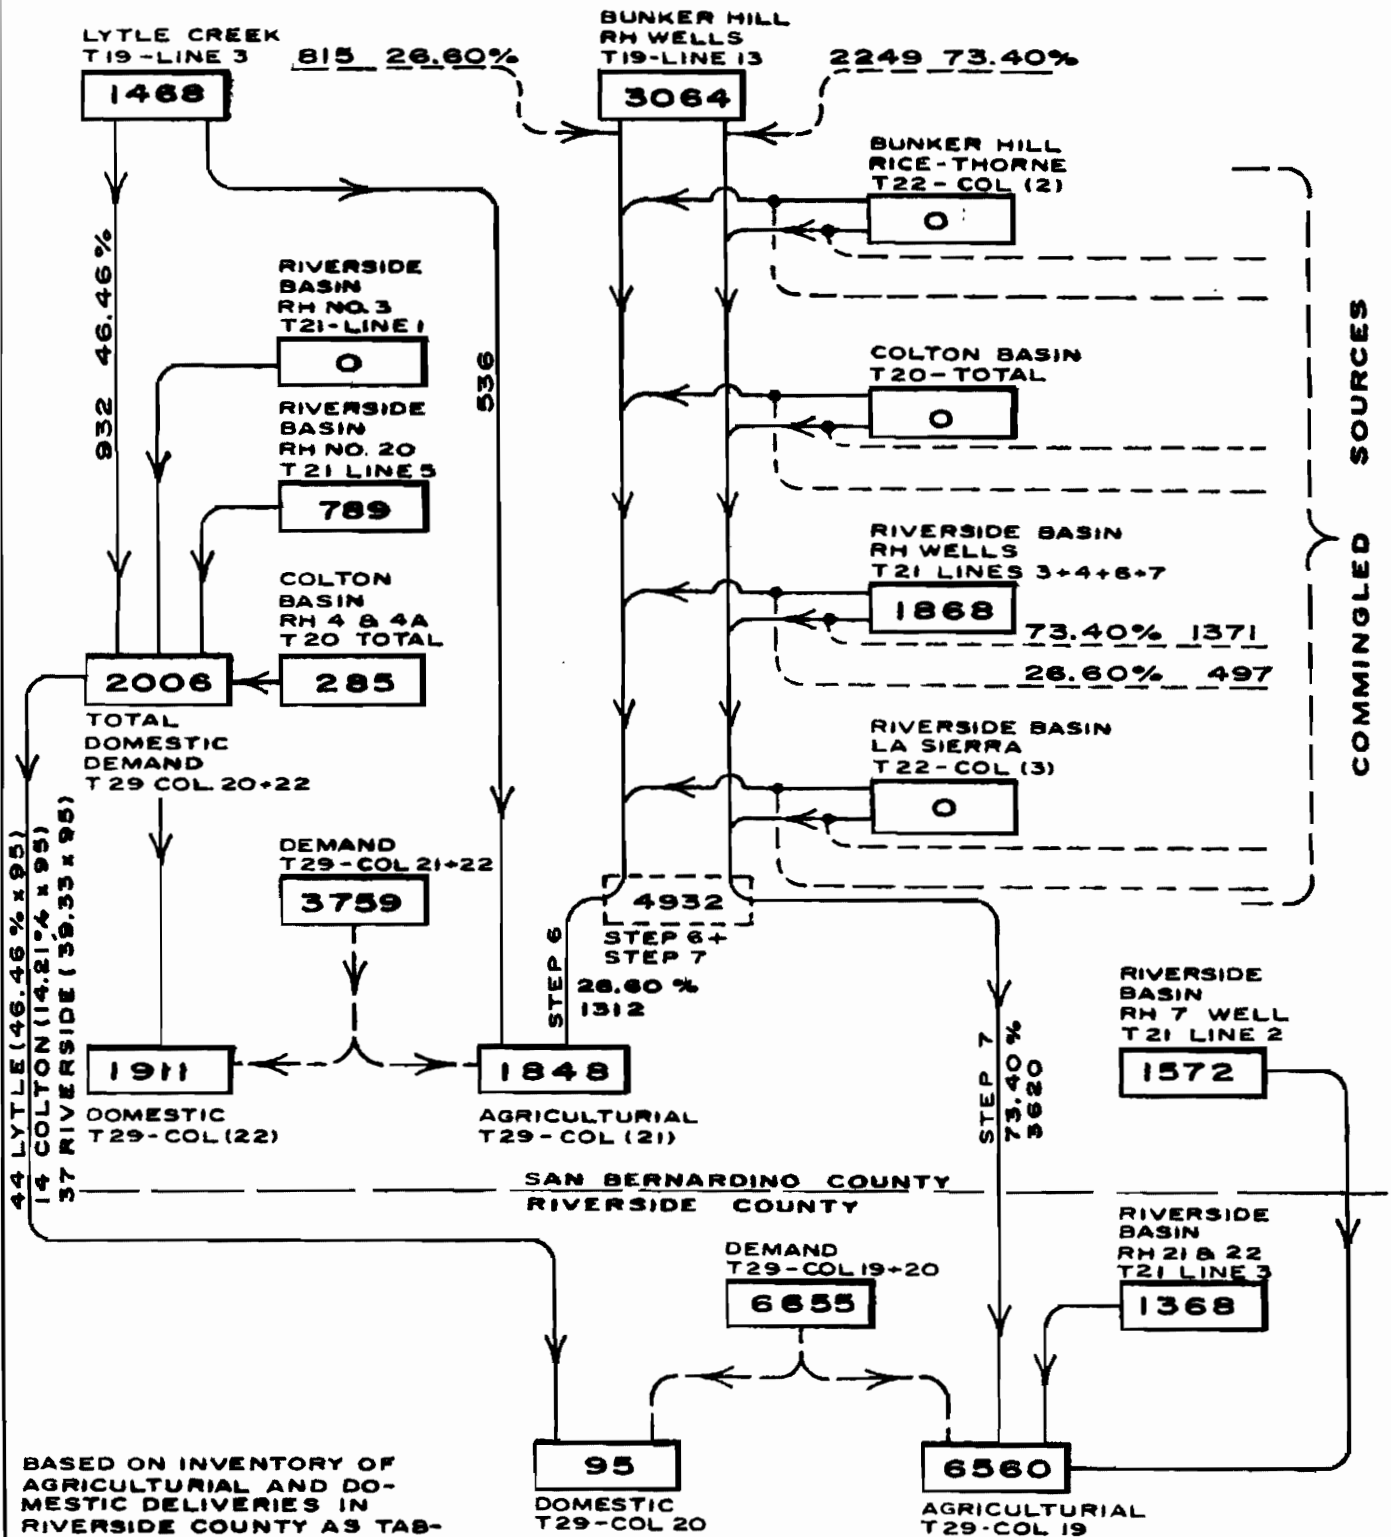 LYTLE CREEK
T19-LINE 3
1468
815 26.60%
BUNKER HILL
RH WELLS
T19-LINE 13
3064
2249 73.40%
BUNKER HILL
RICE-THORNE
T22-COL (2)
0
932 46.46%
536
RIVERSIDE
BASIN
RH NO. 3
T21-LINE 1
0
RIVERSIDE
BASIN
RH NO. 20
T21 LINE 5
789
COLTON
BASIN
RH 4 & 4A
T20 TOTAL
285
2006
TOTAL
DOMESTIC
DEMAND
T29 COL. 20+22
COLTON BASIN
T20-TOTAL
0
RIVERSIDE BASIN
RH WELLS
T21 LINES 3+4+6+7
1868
73.40% 1371
26.60% 497
RIVERSIDE BASIN
LA SIERRA
T22-COL (3)
0
COMMINGLED SOURCES
44 LYTLE (46.46% x 95)
14 COLTON (14.21% x 95)
37 RIVERSIDE (39.33 x 95)
DEMAND
T29-COL 21+22
3759
4932
STEP 6+
STEP 7
STEP 6
26.60 %
1312
1911
DOMESTIC
T29-COL (22)
1848
AGRICULTURIAL
T29-COL (21)
STEP 7
73.40 %
3620
RIVERSIDE
BASIN
RH 7 WELL
T21 LINE 2
1572
SAN BERNARDINO COUNTY
RIVERSIDE COUNTY
DEMAND
T29-COL 19+20
6655
RIVERSIDE
BASIN
RH 21 & 22
T21 LINE 3
1368
95
DOMESTIC
T29-COL 20
6560
AGRICULTURIAL
T29-COL 19
BASED ON INVENTORY OF
AGRICULTURIAL AND DO-
MESTIC DELIVERIES IN
RIVERSIDE COUNTY AS TAB-